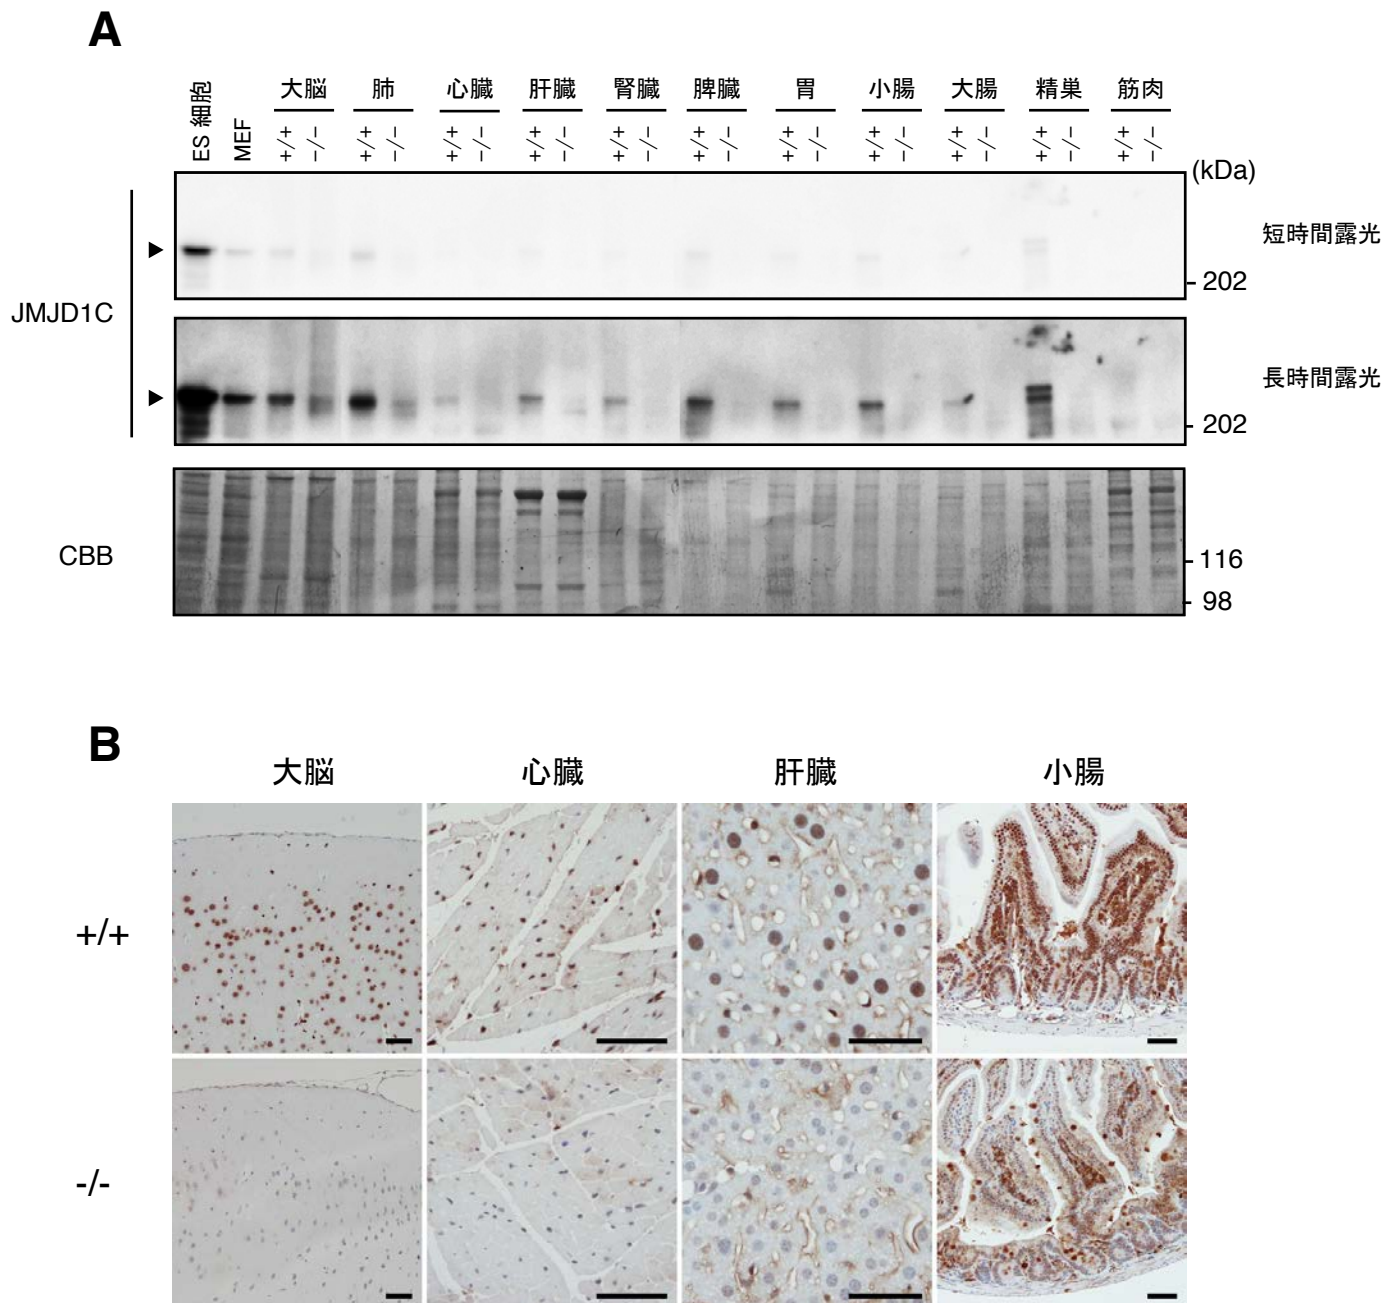 A
ES 細胞
MEF
大脳 肺 心臓 肝臓 腎臓 脾臓 胃 小腸 大腸 精巣 筋肉
+/+ −/− +/+ −/− +/+ −/− +/+ −/− +/+ −/− +/+ −/− +/+ −/− +/+ −/− +/+ −/− +/+ −/− +/+ −/−
(kDa)
短時間露光
202
JMJD1C
長時間露光
202
CBB
116
98
B
大脳 心臓 肝臓 小腸
+/+
-/-